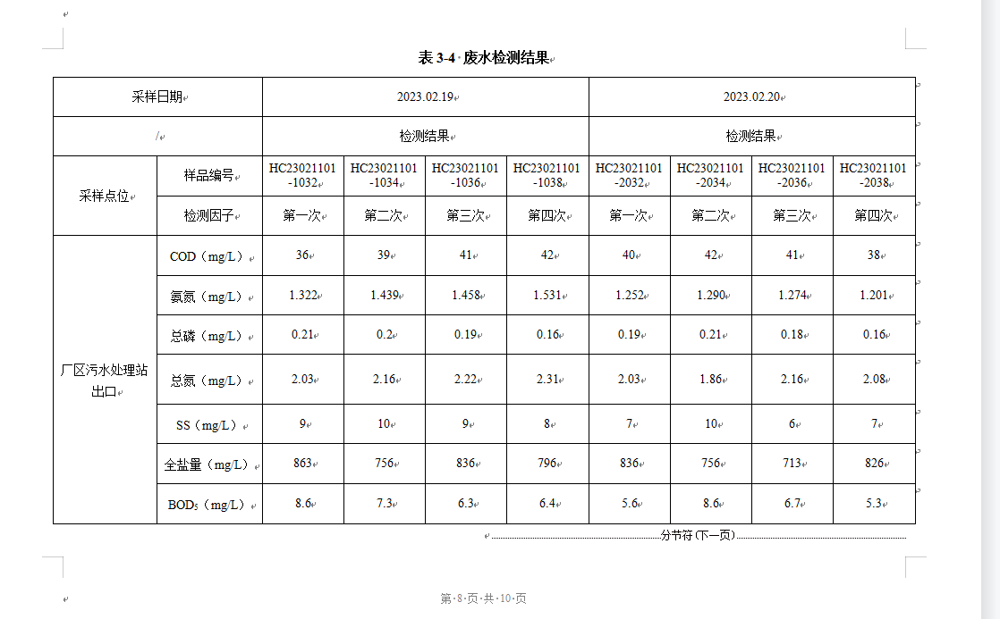 表 3-4 废水检测结果
采样日期 2023.02.19 2023.02.20
/ 检测结果 检测结果
采样点位 样品编号 HC23021101-1032 HC23021101-1034 HC23021101-1036 HC23021101-1038 HC23021101-2032 HC23021101-2034 HC23021101-2036 HC23021101-2038
检测因子 第一次 第二次 第三次 第四次 第一次 第二次 第三次 第四次
厂区污水处理站出口 COD（mg/L） 36 39 41 42 40 42 41 38
氨氮（mg/L） 1.322 1.439 1.458 1.531 1.252 1.290 1.274 1.201
总磷（mg/L） 0.21 0.2 0.19 0.16 0.19 0.21 0.18 0.16
总氮（mg/L） 2.03 2.16 2.22 2.31 2.03 1.86 2.16 2.08
SS（mg/L） 9 10 9 8 7 10 6 7
全盐量（mg/L） 863 756 836 796 836 756 713 826
BOD₅（mg/L） 8.6 7.3 6.3 6.4 5.6 8.6 6.7 5.3
分节符(下一页)
第·8·页·共·10·页